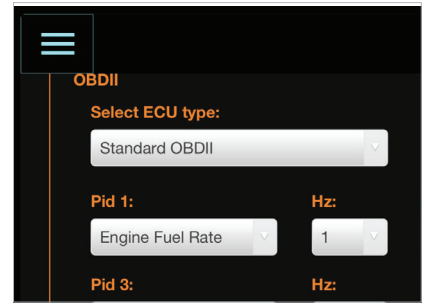 OBDII
Select ECU type:
Standard OBDII
Pid 1: Hz:
Engine Fuel Rate 1
Pid 3: Hz: